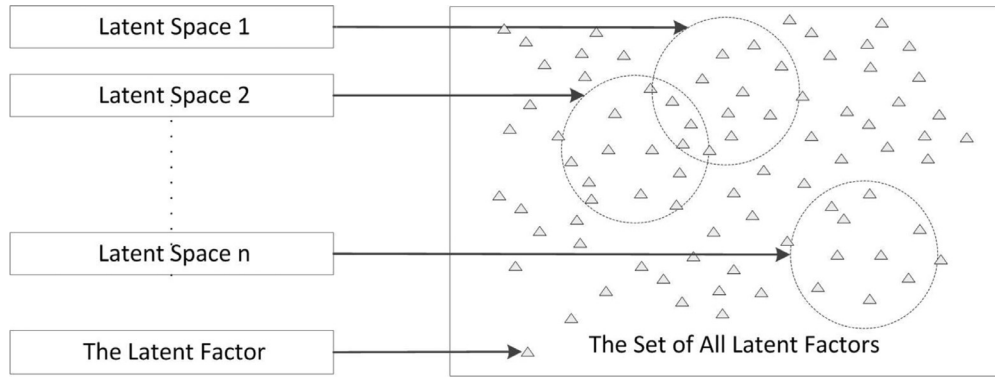 Latent Space 1
Latent Space 2
Latent Space n
The Latent Factor
The Set of All Latent Factors